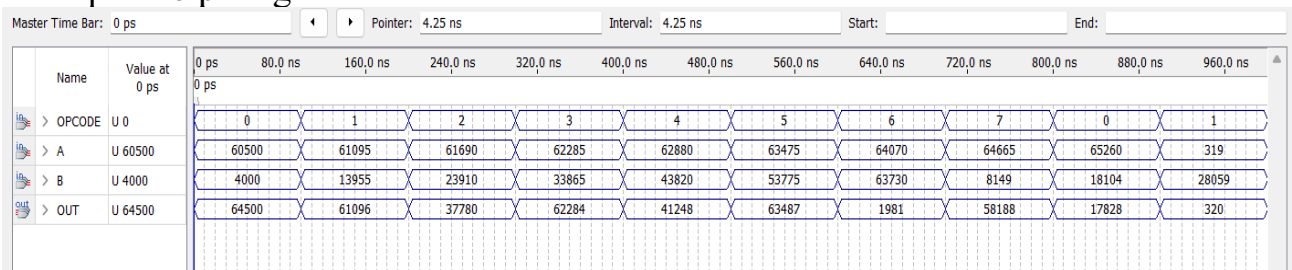 Master Time Bar: 0 ps Pointer: 4.25 ns Interval: 4.25 ns Start: End:
Name Value at 0 ps 0 ps 80.0 ns 160.0 ns 240.0 ns 320.0 ns 400.0 ns 480.0 ns 560.0 ns 640.0 ns 720.0 ns 800.0 ns 880.0 ns 960.0 ns
0 ps
in > OPCODE U 0 0 1 2 3 4 5 6 7 0 1
in > A U 60500 60500 61095 61690 62285 62880 63475 64070 64665 65260 319
in > B U 4000 4000 13955 23910 33865 43820 53775 63730 8149 18104 28059
out > OUT U 64500 64500 61096 37780 62284 41248 63487 1981 58188 17828 320